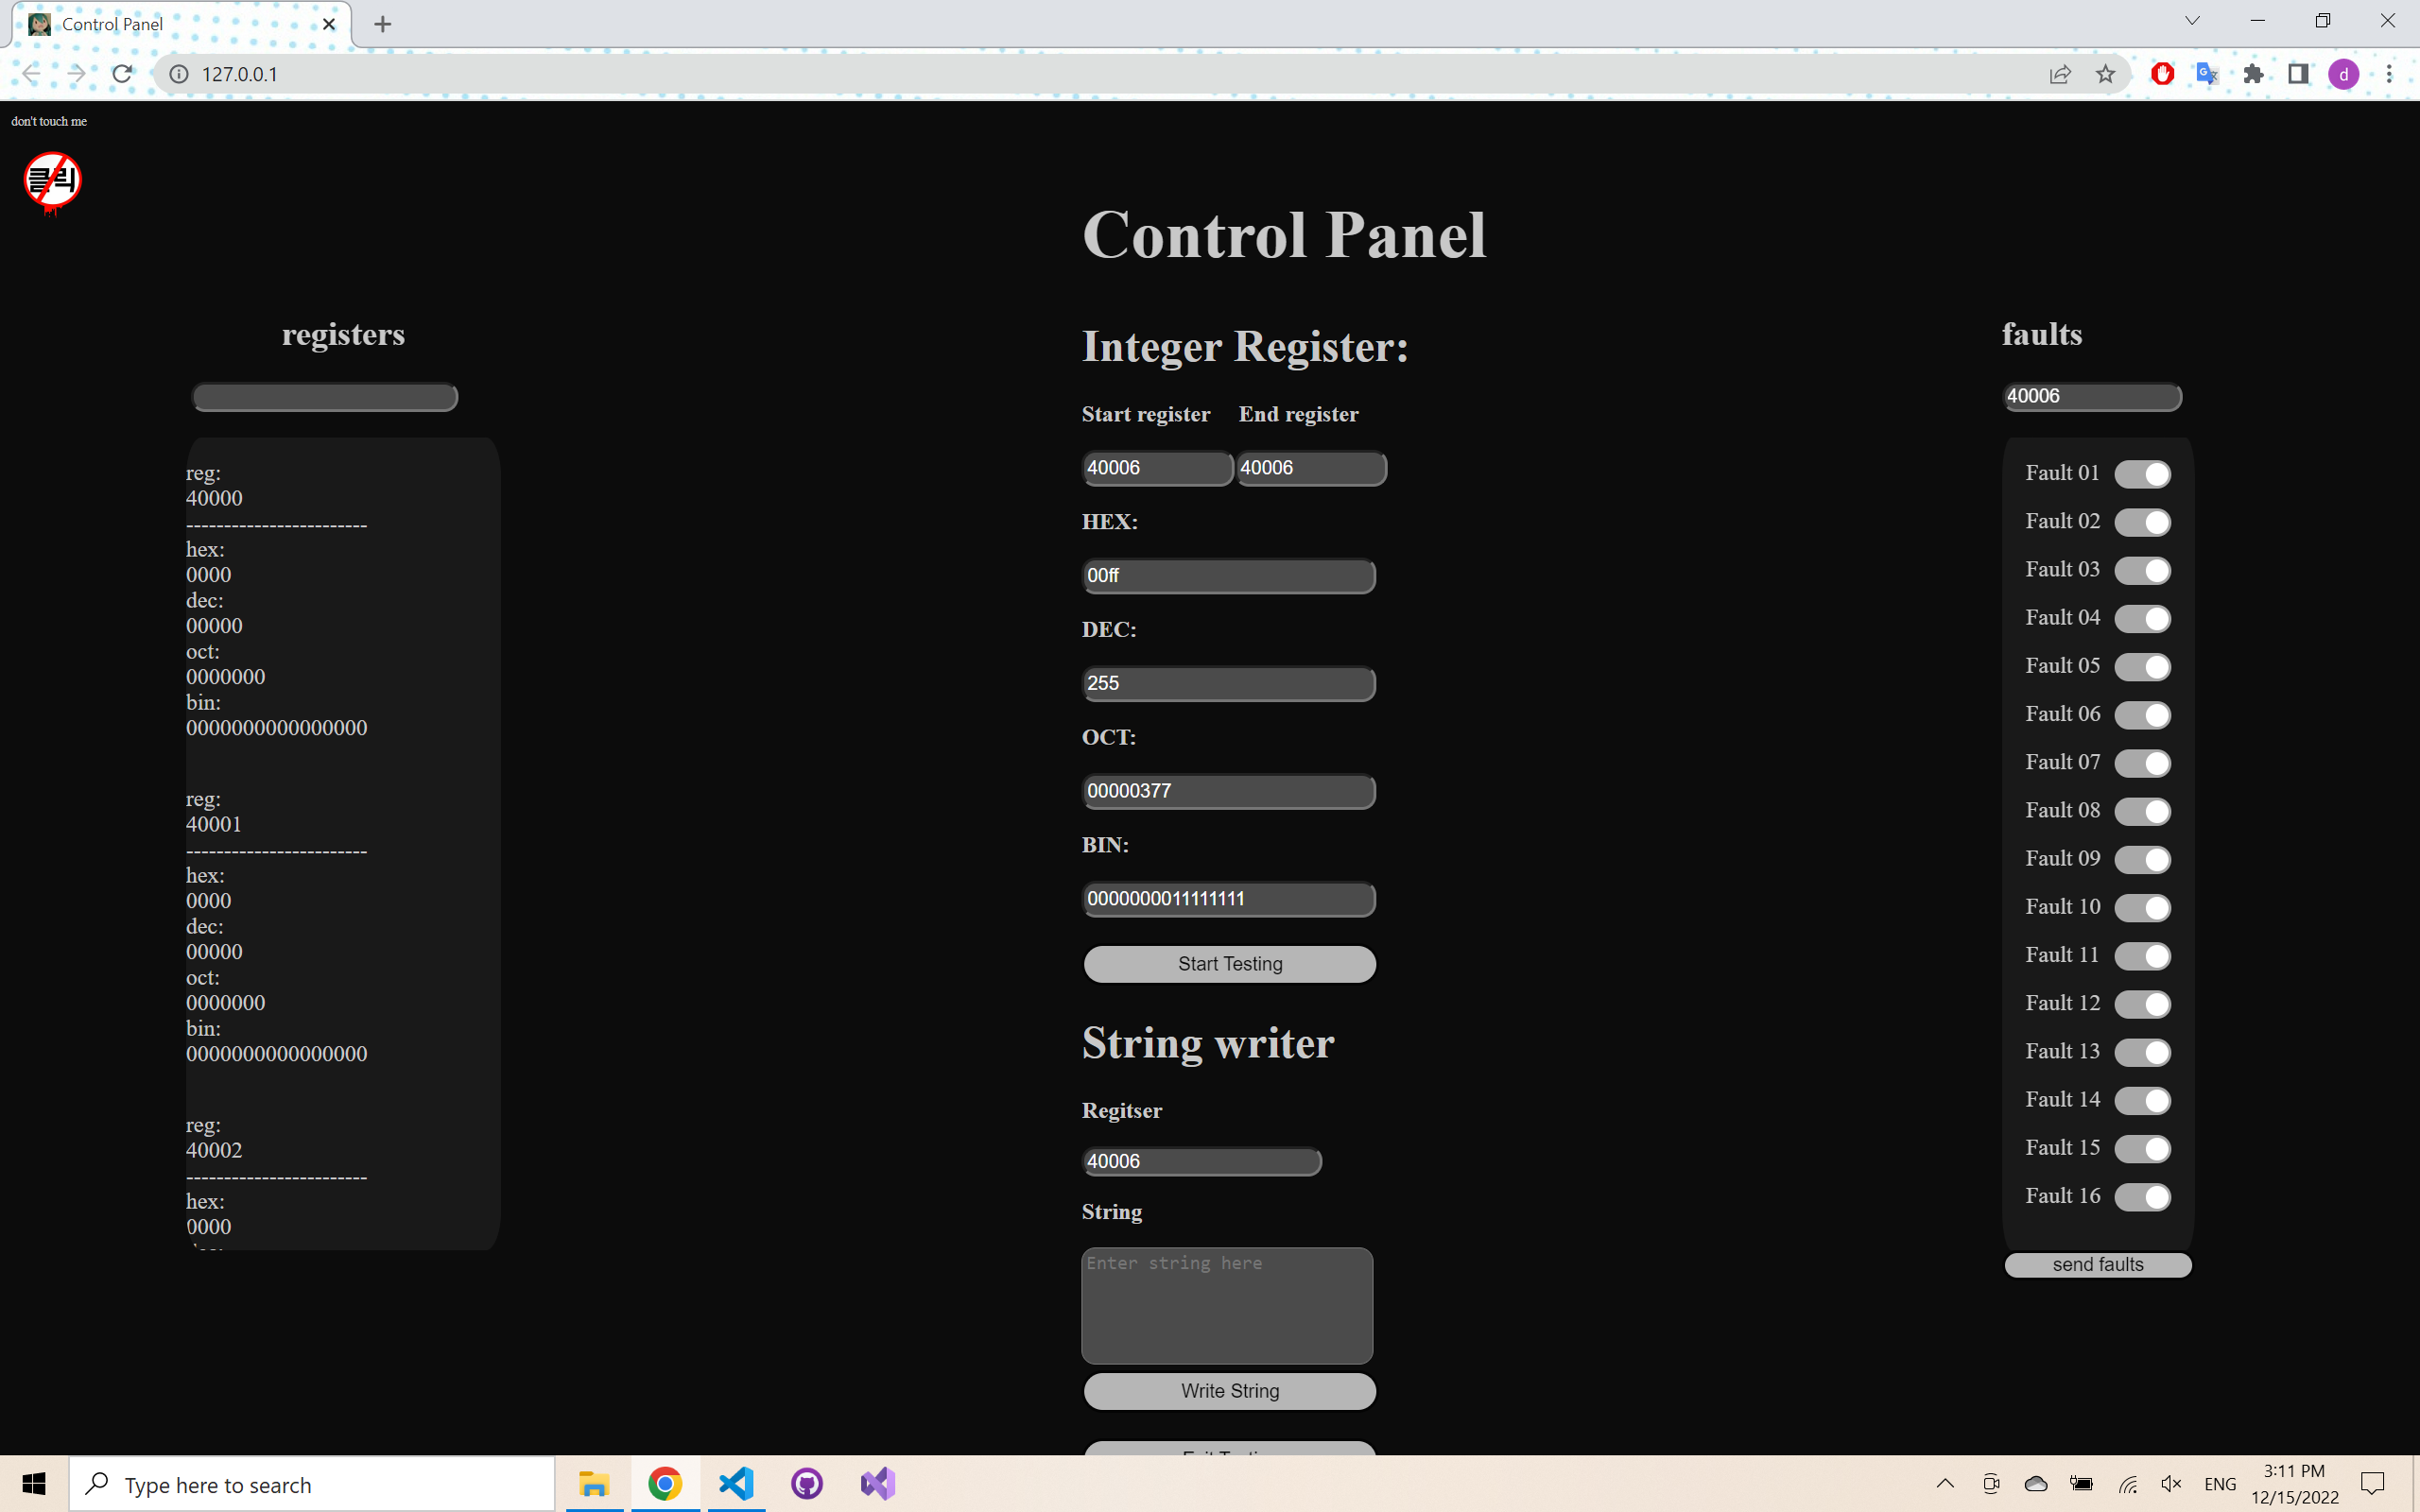 Control Panel
127.0.0.1
d
don't touch me
클릭
Control Panel
registers
reg:
40000
------------------------
hex:
0000
dec:
00000
oct:
0000000
bin:
0000000000000000
reg:
40001
------------------------
hex:
0000
dec:
00000
oct:
0000000
bin:
0000000000000000
reg:
40002
------------------------
hex:
0000
Integer Register:
Start register End register
40006 40006
HEX:
00ff
DEC:
255
OCT:
00000377
BIN:
0000000011111111
Start Testing
String writer
Regitser
40006
String
Enter string here
Write String
faults
40006
Fault 01
Fault 02
Fault 03
Fault 04
Fault 05
Fault 06
Fault 07
Fault 08
Fault 09
Fault 10
Fault 11
Fault 12
Fault 13
Fault 14
Fault 15
Fault 16
send faults
Type here to search
ENG
3:11 PM
12/15/2022